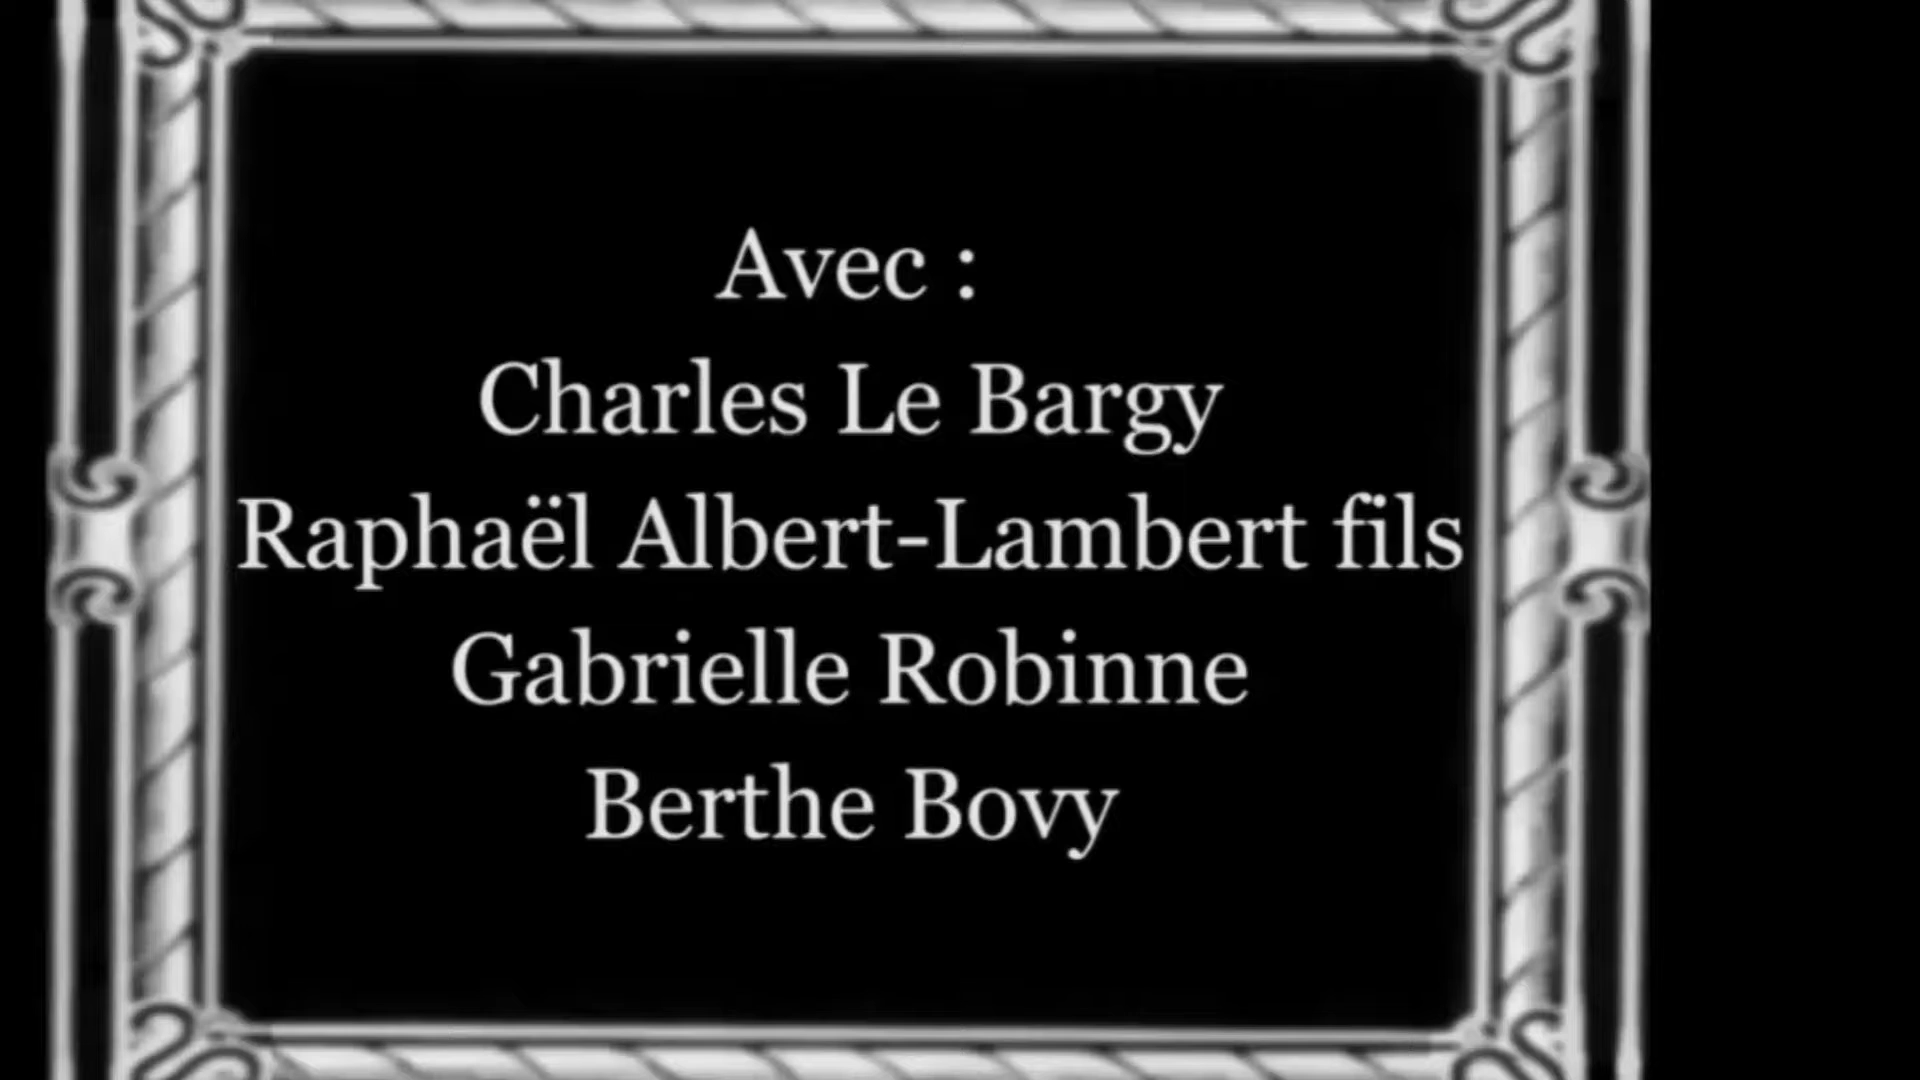 Avec :
Charles Le Bargy
Raphaël Albert-Lambert fils
Gabrielle Robinne
Berthe Bovy